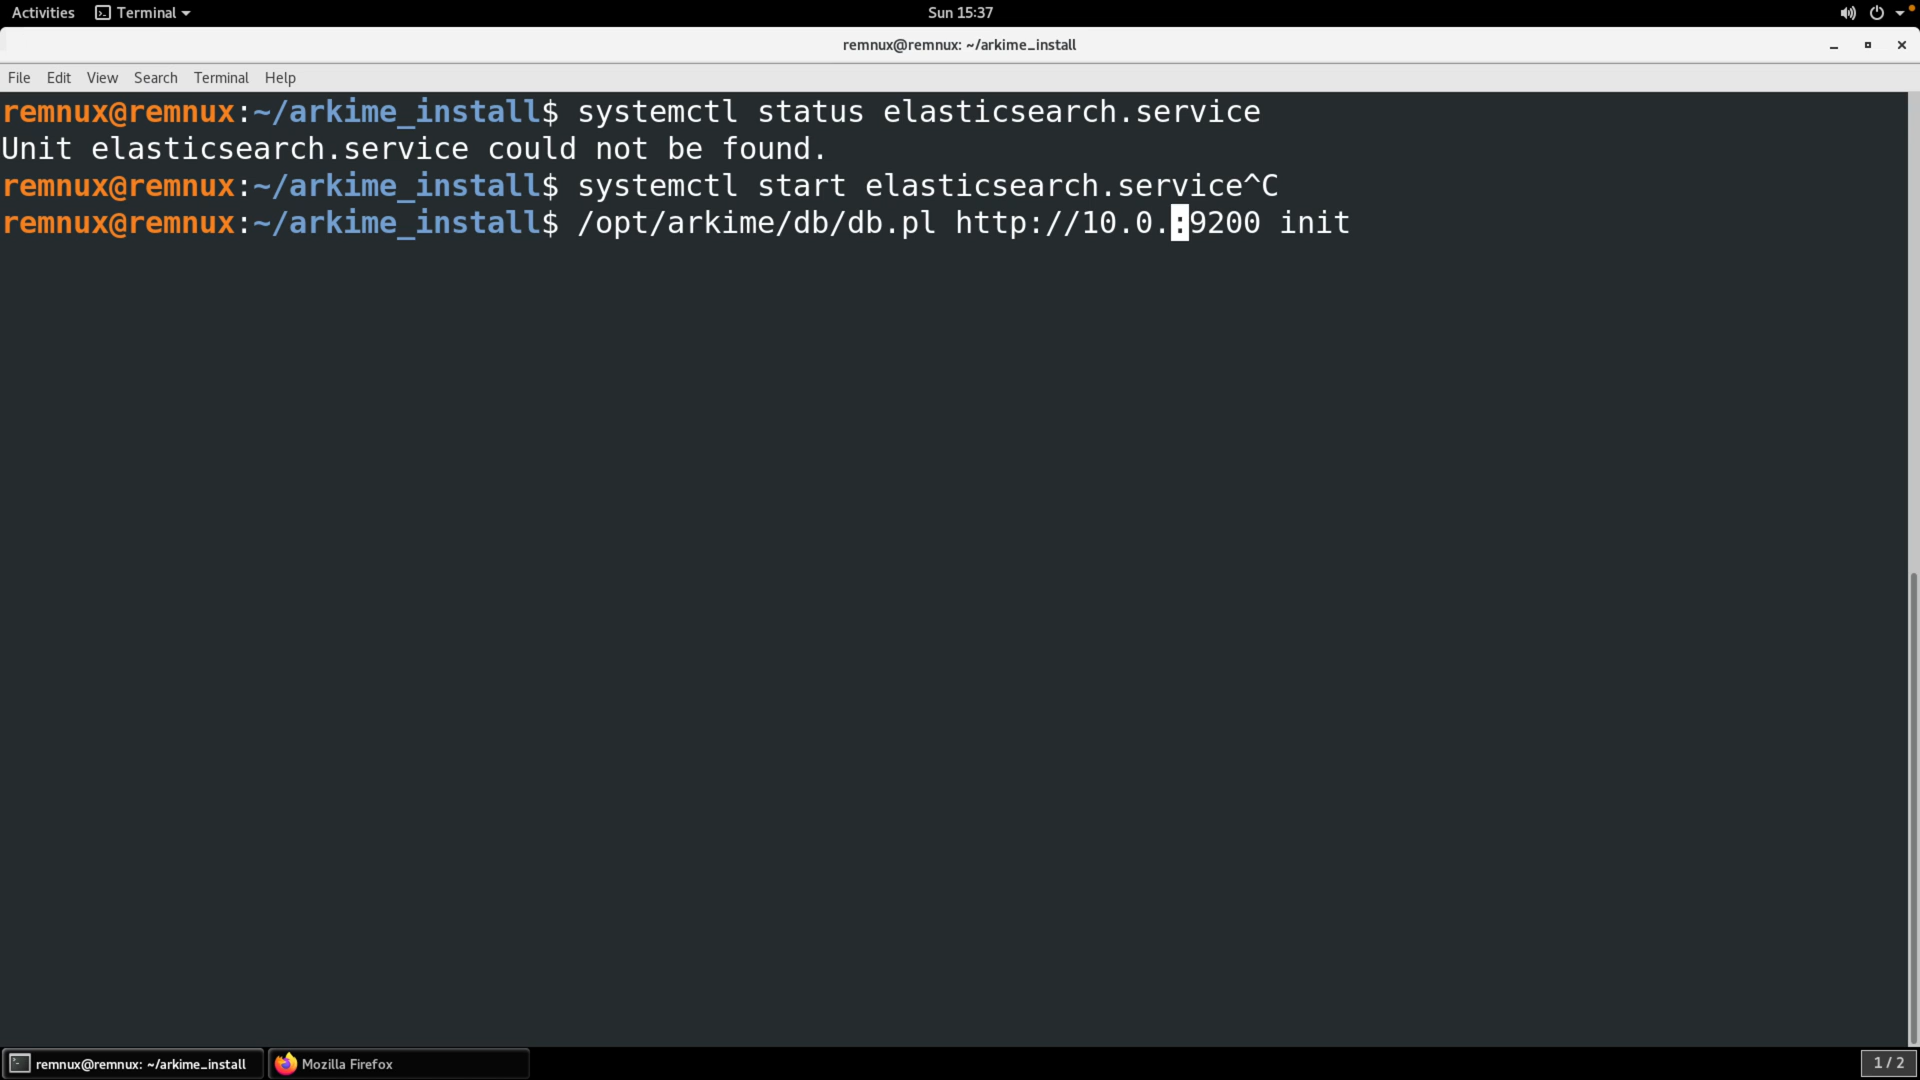 Activities Terminal Sun 15:37
remnux@remnux: ~/arkime_install
File Edit View Search Terminal Help
remnux@remnux:~/arkime_install$ systemctl status elasticsearch.service
Unit elasticsearch.service could not be found.
remnux@remnux:~/arkime_install$ systemctl start elasticsearch.service^C
remnux@remnux:~/arkime_install$ /opt/arkime/db/db.pl http://10.0.:9200 init
remnux@remnux: ~/arkime_install Mozilla Firefox 1 / 2